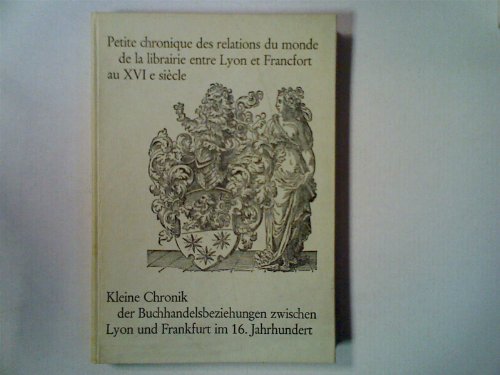 Petite chronique des relations du monde
de la librairie entre Lyon et Francfort
au XVI e siècle
Kleine Chronik
der Buchhandelsbeziehungen zwischen
Lyon und Frankfurt im 16. Jahrhundert